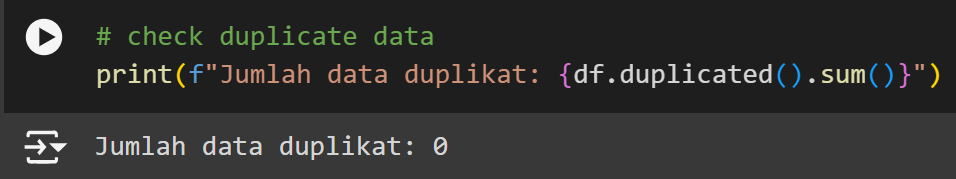 # check duplicate data
print(f"Jumlah data duplikat: {df.duplicated().sum()}")
Jumlah data duplikat: 0